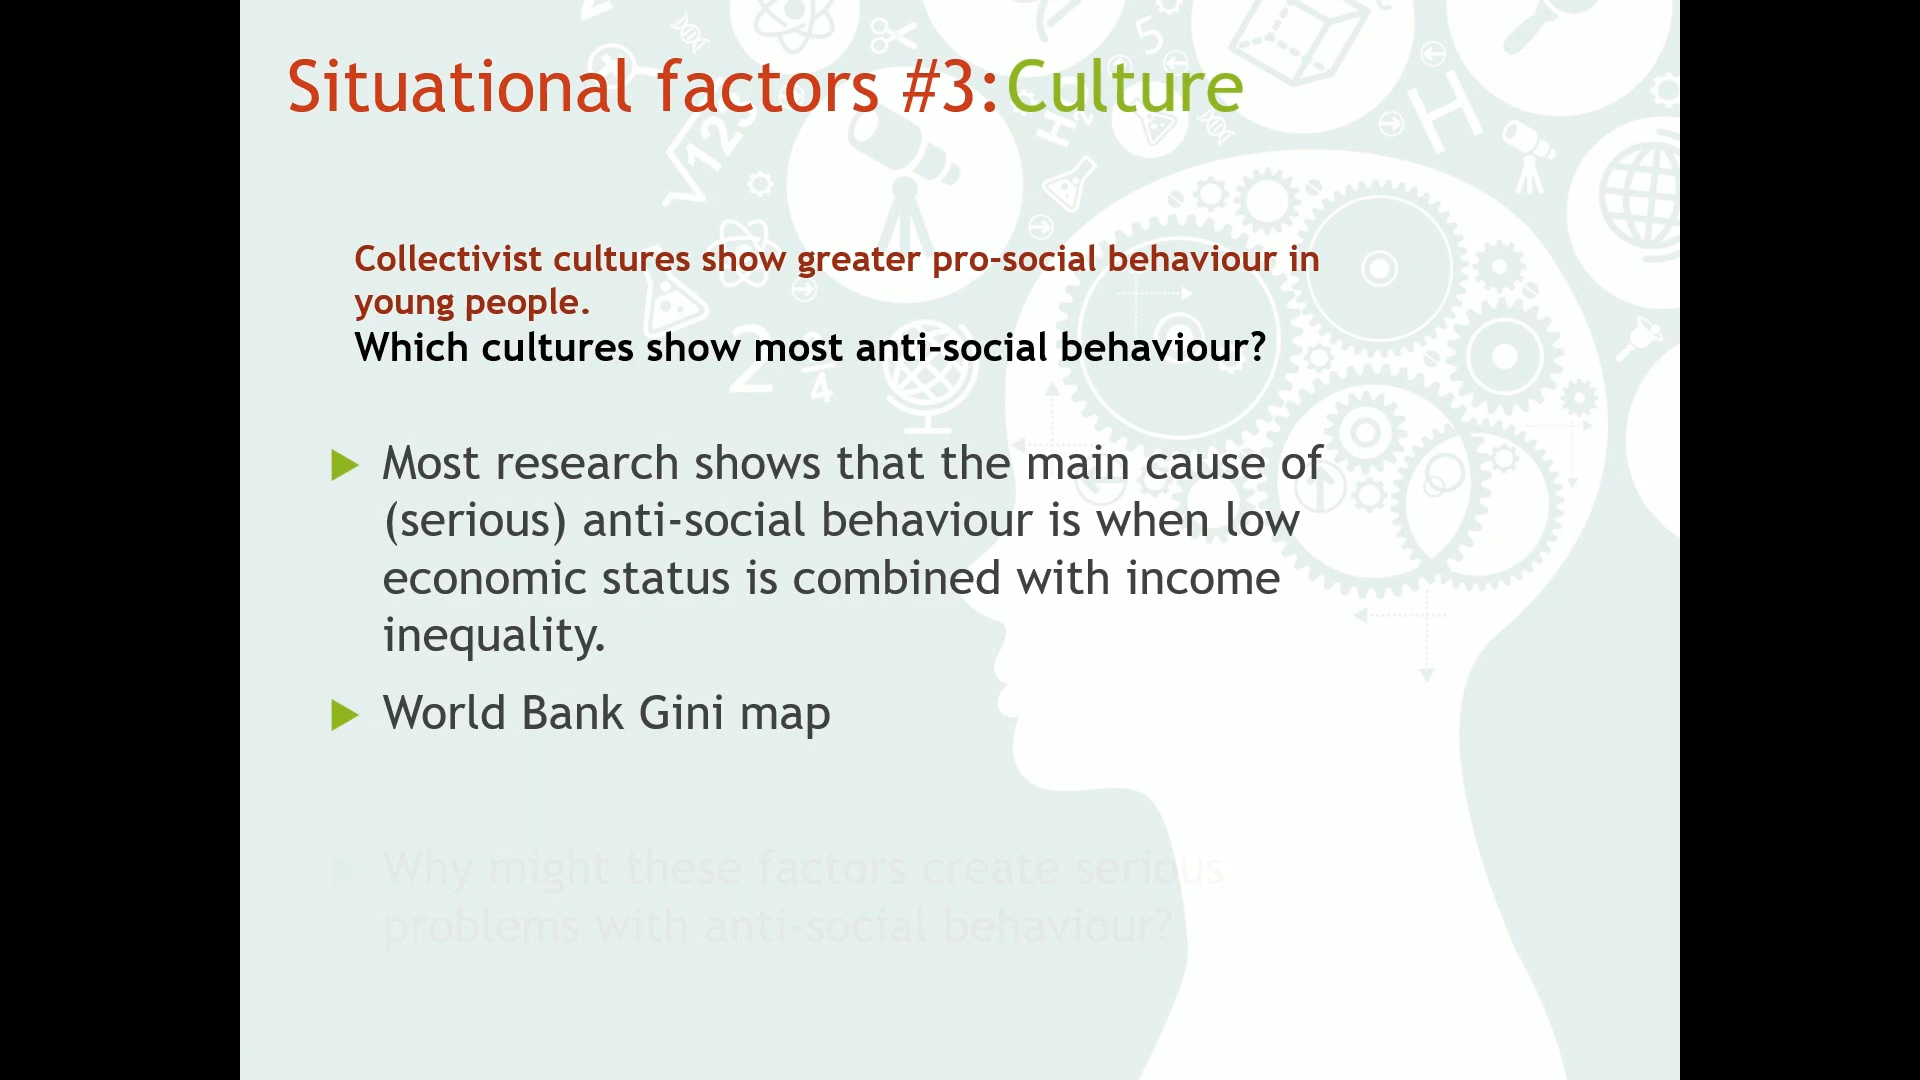 Situational factors #3:Culture
Collectivist cultures show greater pro-social behaviour in
young people.
Which cultures show most anti-social behaviour?
Most research shows that the main cause of
(serious) anti-social behaviour is when low
economic status is combined with income
inequality.
World Bank Gini map
Why might these factors create serious
problems with anti-social behaviour?